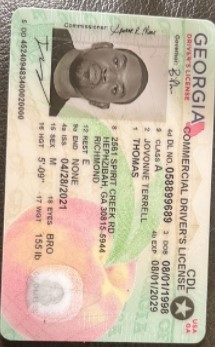 GEORGIA
DRIVER'S LICENSE
Governor:
Commissioner:
CDL
COMMERCIAL DRIVER'S LICENSE
USA
GA
4d DL NO. 058899689
3 DOB 08/01/1998
9 CLASS A
4b EXP 08/01/2029
2 JOVONNE TERRELL
1 THOMAS
8 2561 SPIRIT CREEK RD
HEPHZIBAH, GA 30815-5944
RICHMOND
12 REST E
9a END NONE
4a ISS 04/28/2021
15 SEX M
18 EYES BRO
16 HGT 5'-09"
17 WGT 155 lb